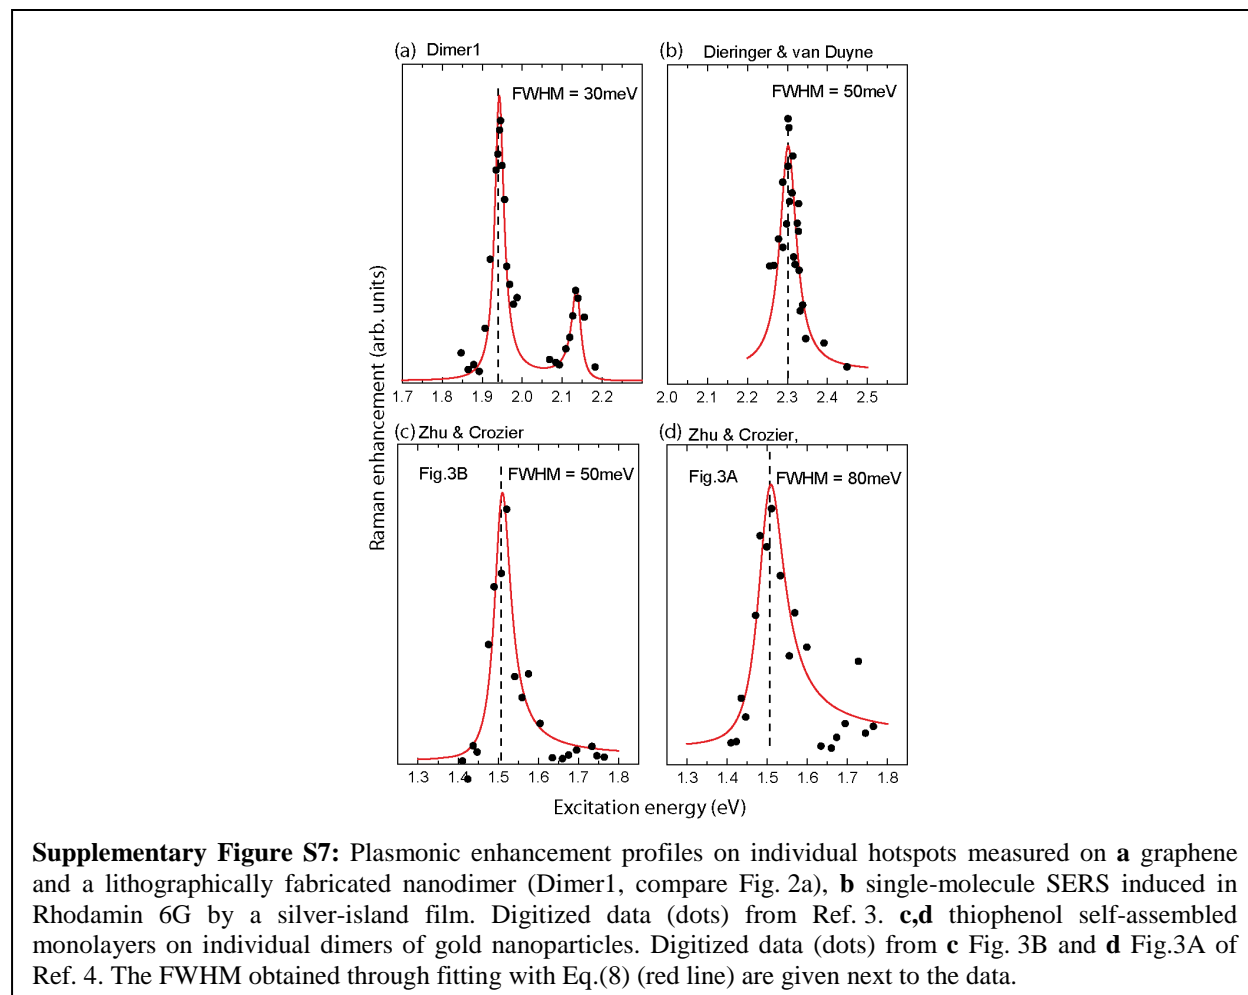 (a) Dimer1
FWHM = 30meV
1.7 1.8 1.9 2.0 2.1 2.2
(b) Dieringer & van Duyne
FWHM = 50meV
2.0 2.1 2.2 2.3 2.4 2.5
Raman enhancement (arb. units)
(c) Zhu & Crozier
Fig.3B
FWHM = 50meV
1.3 1.4 1.5 1.6 1.7 1.8
(d) Zhu & Crozier,
Fig.3A
FWHM = 80meV
1.3 1.4 1.5 1.6 1.7 1.8
Excitation energy (eV)
Supplementary Figure S7: Plasmonic enhancement profiles on individual hotspots measured on a graphene
and a lithographically fabricated nanodimer (Dimer1, compare Fig. 2a), b single-molecule SERS induced in
Rhodamin 6G by a silver-island film. Digitized data (dots) from Ref. 3. c,d thiophenol self-assembled
monolayers on individual dimers of gold nanoparticles. Digitized data (dots) from c Fig. 3B and d Fig.3A of
Ref. 4. The FWHM obtained through fitting with Eq.(8) (red line) are given next to the data.